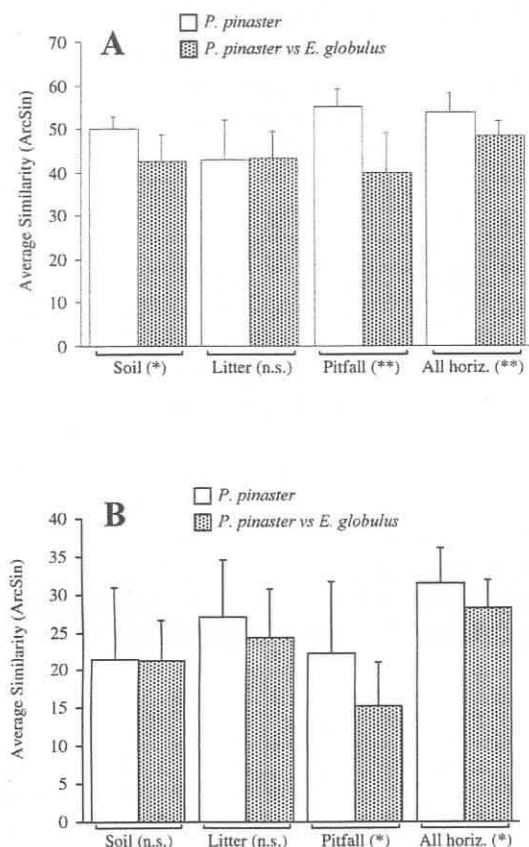 A
P. pinaster
P. pinaster vs E. globulus
Average Similarity (ArcSin)
70
60
50
40
30
20
10
0
Soil (*) Litter (n.s.) Pitfall (**) All horiz. (**)
B
P. pinaster
P. pinaster vs E. globulus
Average Similarity (ArcSin)
40
35
30
25
20
15
10
5
0
Soil (n.s.) Litter (n.s.) Pitfall (*) All horiz. (*)